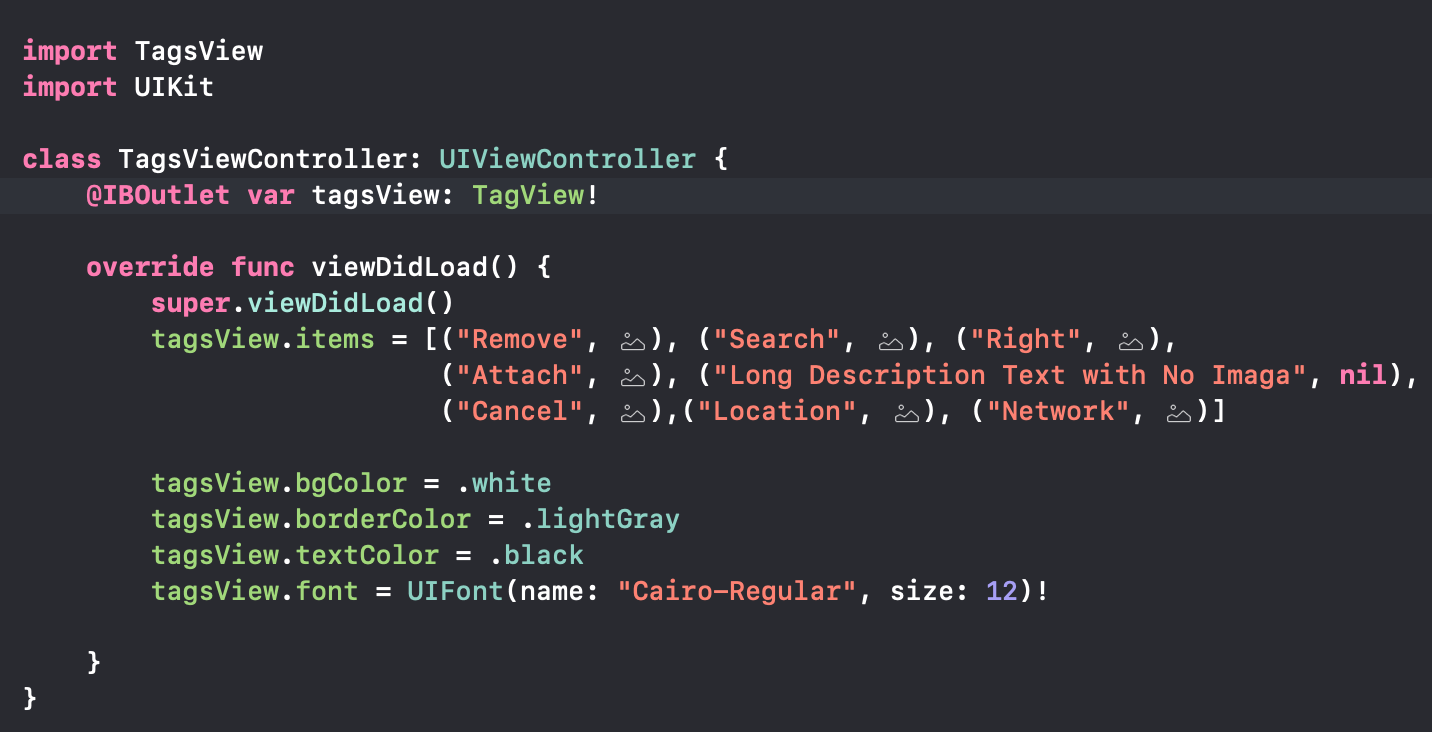 import TagsView
import UIKit
class TagsViewController: UIViewController {
@IBOutlet var tagsView: TagView!
override func viewDidLoad() {
super.viewDidLoad()
tagsView.items = [("Remove", ), ("Search", ), ("Right", ),
("Attach", ), ("Long Description Text with No Imaga", nil),
("Cancel", ),("Location", ), ("Network", )]
tagsView.bgColor = .white
tagsView.borderColor = .lightGray
tagsView.textColor = .black
tagsView.font = UIFont(name: "Cairo-Regular", size: 12)!
}
}